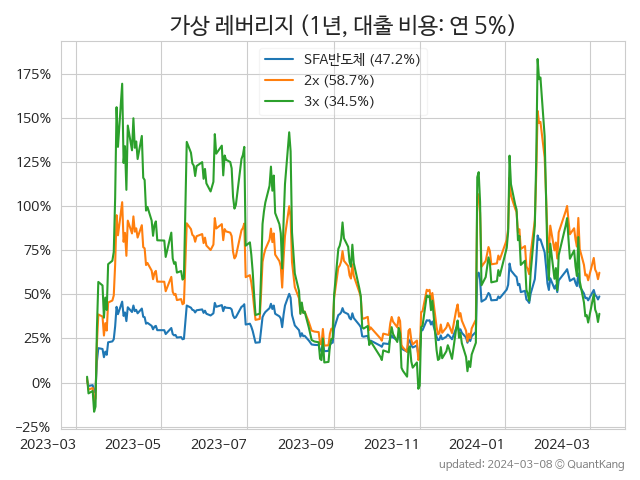 가상 레버리지 (1년, 대출 비용: 연 5%)
SFA반도체 (47.2%)
2x (58.7%)
3x (34.5%)
175%
150%
125%
100%
75%
50%
25%
0%
−25%
2023-03 2023-05 2023-07 2023-09 2023-11 2024-01 2024-03
updated: 2024-03-08 © QuantKang